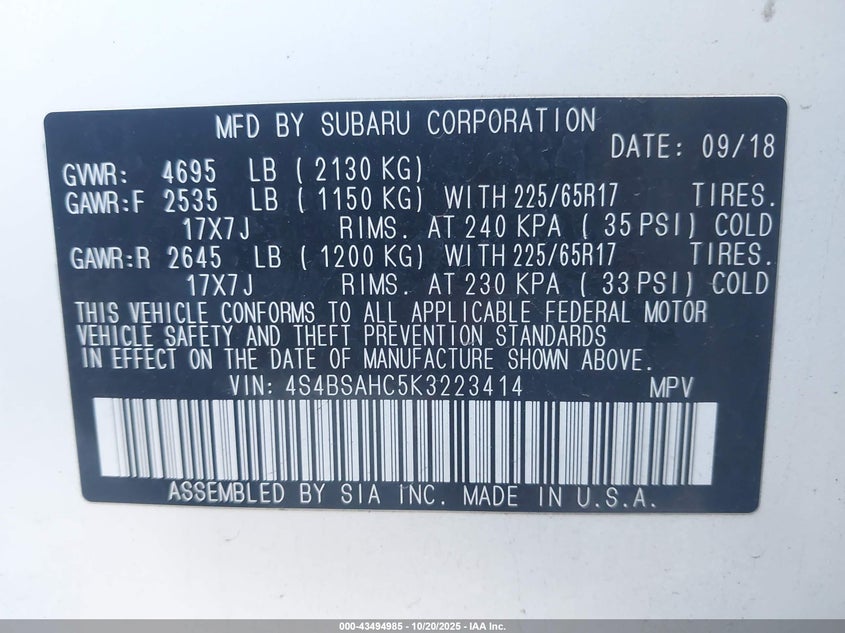 MFD BY SUBARU CORPORATION
DATE: 09/18
GVWR: 4695 LB ( 2130 KG)
GAWR:F 2535 LB ( 1150 KG) WITH 225/65R17 TIRES.
17X7J RIMS. AT 240 KPA ( 35 PSI) COLD
GAWR:R 2645 LB ( 1200 KG) WITH 225/65R17 TIRES.
17X7J RIMS. AT 230 KPA ( 33 PSI) COLD
THIS VEHICLE CONFORMS TO ALL APPLICABLE FEDERAL MOTOR
VEHICLE SAFETY AND THEFT PREVENTION STANDARDS
IN EFFECT ON THE DATE OF MANUFACTURE SHOWN ABOVE.
VIN: 4S4BSAHC5K3223414 MPV
ASSEMBLED BY SIA INC. MADE IN U.S.A.
000-43494985 - 10/20/2025 - IAA Inc.